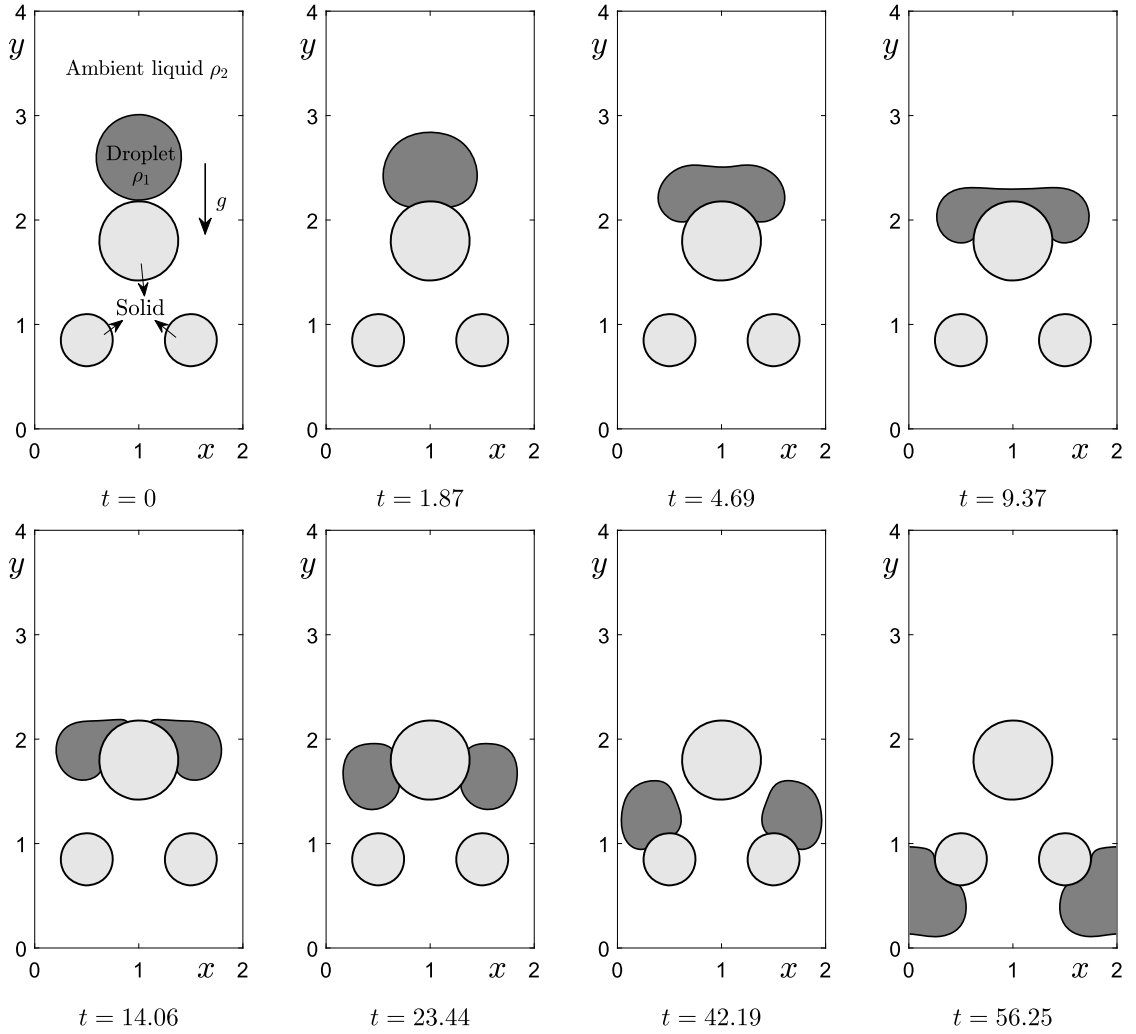 4
y
3
2
1
0
Ambient liquid ρ₂
Droplet
ρ₁
g
Solid
0 1 x 2
t = 0
4
y
3
2
1
0
0 1 x 2
t = 1.87
4
y
3
2
1
0
0 1 x 2
t = 4.69
4
y
3
2
1
0
0 1 x 2
t = 9.37
4
y
3
2
1
0
0 1 x 2
t = 14.06
4
y
3
2
1
0
0 1 x 2
t = 23.44
4
y
3
2
1
0
0 1 x 2
t = 42.19
4
y
3
2
1
0
0 1 x 2
t = 56.25